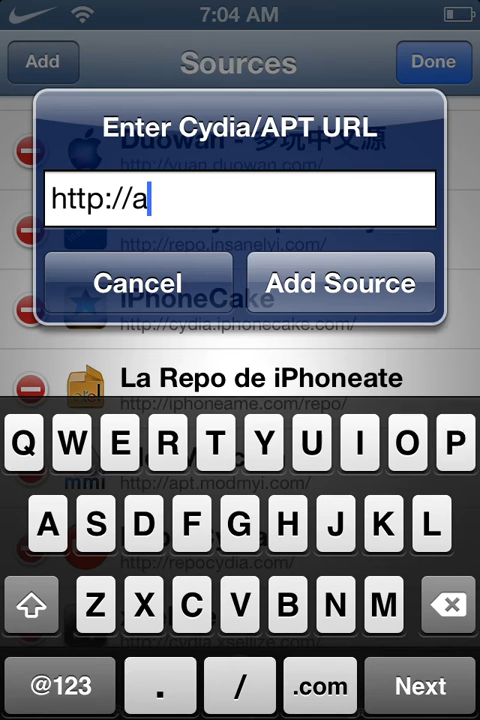 7:04 AM
Add
Sources
Done
Enter Cydia/APT URL
Duowan - 多玩中文源
http://yuan.duowan.com/
http://a
http://repo.insanelyi.com/
Cancel
Add Source
iPhoneCake
http://cydia.iphonecake.com/
La Repo de iPhoneate
http://iphoneame.com/repo/
Q W E R T Y U I O P
mmi
http://apt.modmyi.com/
A S D F G H J K L
http://repocydia.com/
Z X C V B N M
@123
.
/
.com
Next